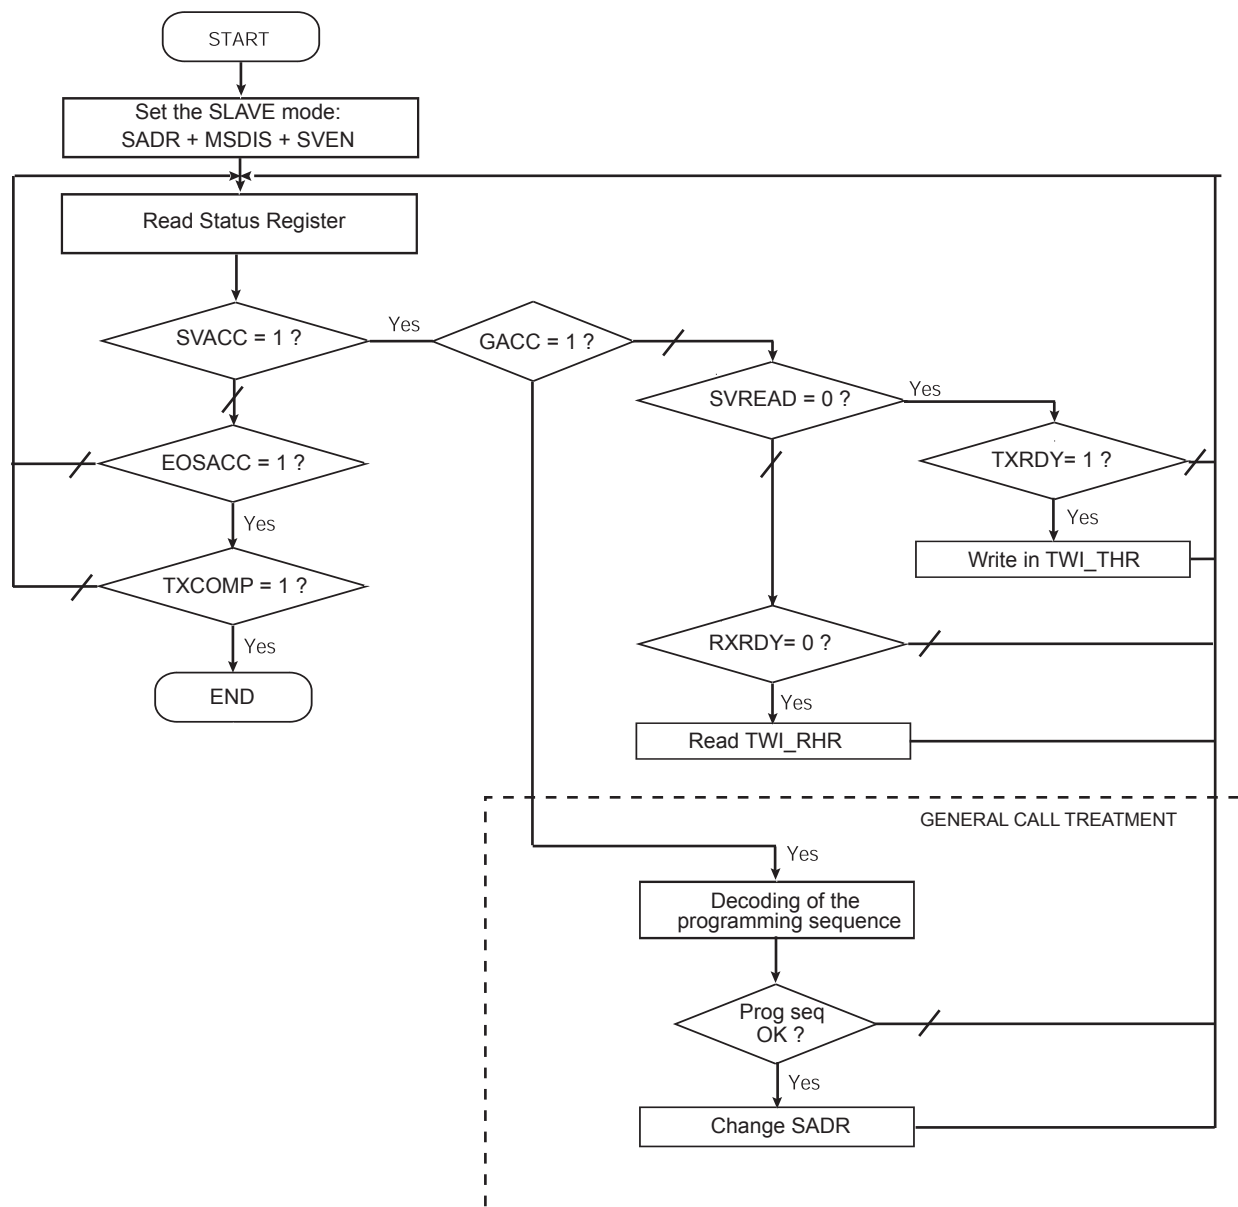 START
Set the SLAVE mode:
SADR + MSDIS + SVEN
Read Status Register
SVACC = 1 ?
Yes
GACC = 1 ?
SVREAD = 0 ?
Yes
EOSACC = 1 ?
TXRDY= 1 ?
Yes
Yes
Write in TWI_THR
TXCOMP = 1 ?
Yes
RXRDY= 0 ?
END
Yes
Read TWI_RHR
GENERAL CALL TREATMENT
Yes
Decoding of the
programming sequence
Prog seq
OK ?
Yes
Change SADR